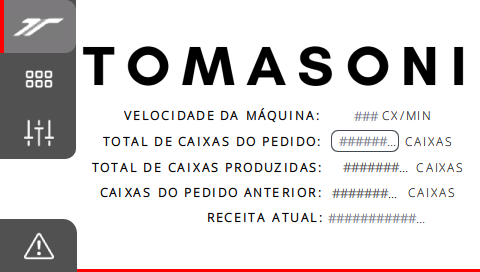 TOMASONI
VELOCIDADE DA MÁQUINA: ### CX/MIN
TOTAL DE CAIXAS DO PEDIDO: ######... CAIXAS
TOTAL DE CAIXAS PRODUZIDAS: #######... CAIXAS
CAIXAS DO PEDIDO ANTERIOR: #######... CAIXAS
RECEITA ATUAL: ###########...